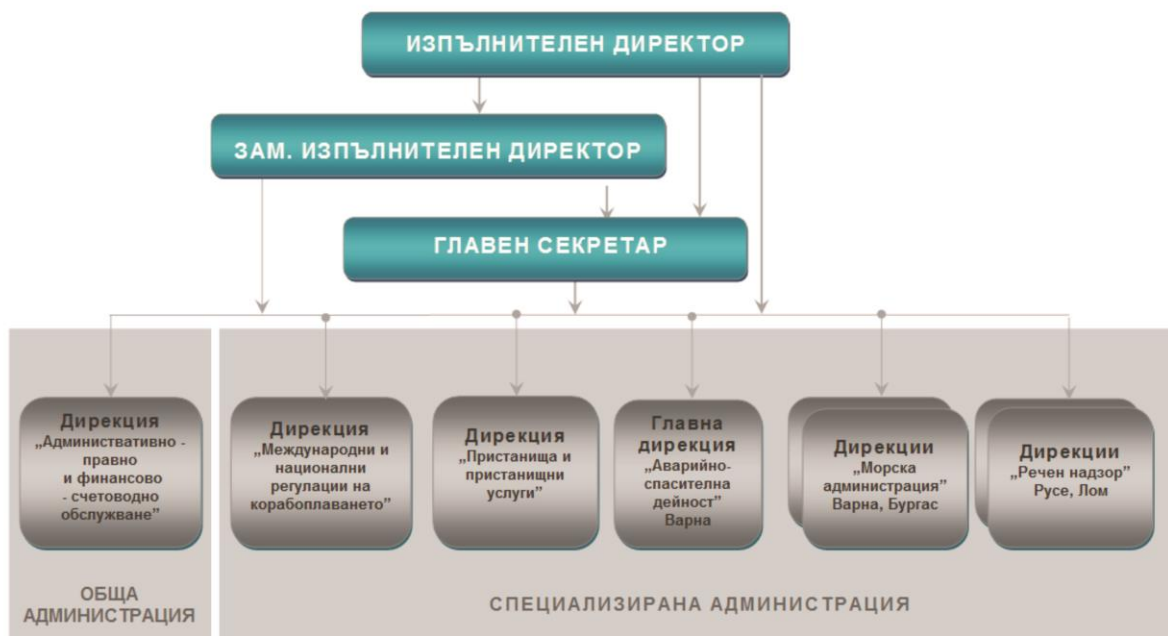 ИЗПЪЛНИТЕЛЕН ДИРЕКТОР
ЗАМ. ИЗПЪЛНИТЕЛЕН ДИРЕКТОР
ГЛАВЕН СЕКРЕТАР
Дирекция
„Административно -
правно
и финансово
- счетоводно
обслужване”
Дирекция
„Международни и
национални
регулации на
корабоплаването”
Дирекция
„Пристанища и
пристанищни
услуги”
Главна
дирекция
„Аварийно-
спасителна
дейност”
Варна
Дирекции
„Морска
администрация”
Варна, Бургас
Дирекции
„Речен надзор”
Русе, Лом
ОБЩА
АДМИНИСТРАЦИЯ
СПЕЦИАЛИЗИРАНА АДМИНИСТРАЦИЯ